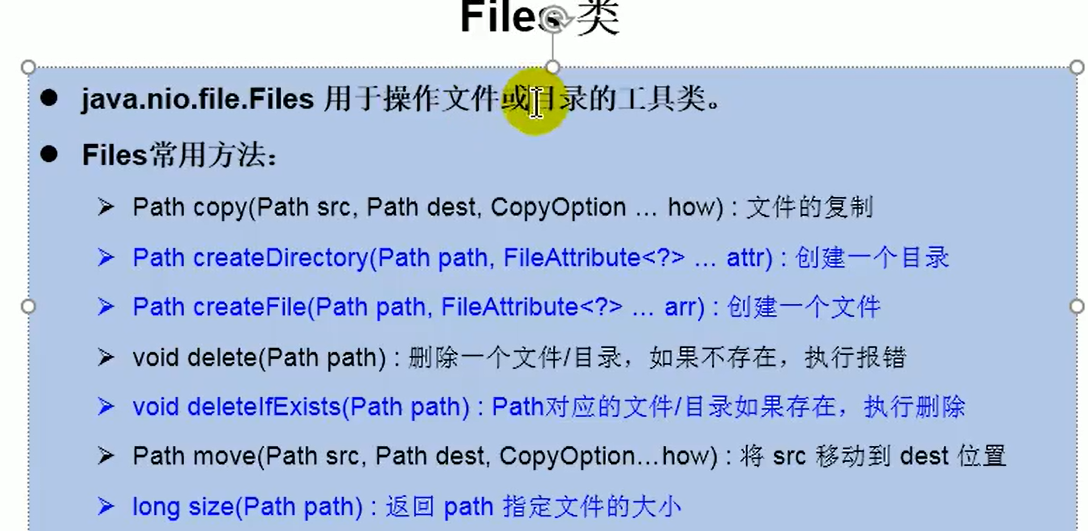 Files 类
● java.nio.file.Files 用于操作文件或目录的工具类。
● Files常用方法：
➢ Path copy(Path src, Path dest, CopyOption … how) : 文件的复制
➢ Path createDirectory(Path path, FileAttribute<?> … attr) : 创建一个目录
➢ Path createFile(Path path, FileAttribute<?> … arr) : 创建一个文件
➢ void delete(Path path) : 删除一个文件/目录，如果不存在，执行报错
➢ void deleteIfExists(Path path) : Path对应的文件/目录如果存在，执行删除
➢ Path move(Path src, Path dest, CopyOption…how) : 将 src 移动到 dest 位置
➢ long size(Path path) : 返回 path 指定文件的大小